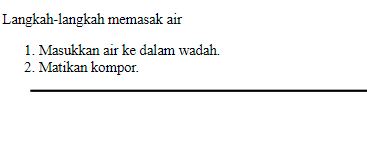 Langkah-langkah memasak air
1. Masukkan air ke dalam wadah.
2. Matikan kompor.